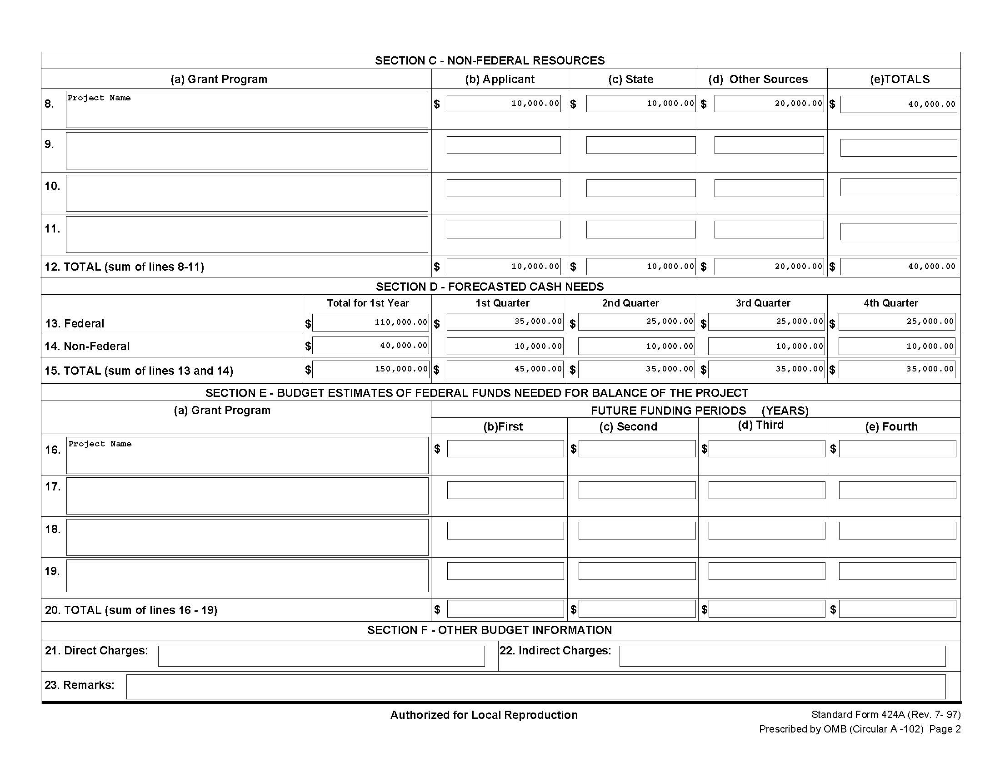 SECTION C - NON-FEDERAL RESOURCES
(a) Grant Program (b) Applicant (c) State (d) Other Sources (e)TOTALS
8. Project Name $ 10,000.00 $ 10,000.00 $ 20,000.00 $ 40,000.00
9.
10.
11.
12. TOTAL (sum of lines 8-11) $ 10,000.00 $ 10,000.00 $ 20,000.00 $ 40,000.00
SECTION D - FORECASTED CASH NEEDS
Total for 1st Year 1st Quarter 2nd Quarter 3rd Quarter 4th Quarter
13. Federal $ 110,000.00 $ 35,000.00 $ 25,000.00 $ 25,000.00 $ 25,000.00
14. Non-Federal $ 40,000.00 10,000.00 10,000.00 10,000.00 10,000.00
15. TOTAL (sum of lines 13 and 14) $ 150,000.00 $ 45,000.00 $ 35,000.00 $ 35,000.00 $ 35,000.00
SECTION E - BUDGET ESTIMATES OF FEDERAL FUNDS NEEDED FOR BALANCE OF THE PROJECT
(a) Grant Program FUTURE FUNDING PERIODS (YEARS)
(b)First (c) Second (d) Third (e) Fourth
16. Project Name $ $ $ $
17.
18.
19.
20. TOTAL (sum of lines 16 - 19) $ $ $ $
SECTION F - OTHER BUDGET INFORMATION
21. Direct Charges: 22. Indirect Charges:
23. Remarks:
Authorized for Local Reproduction Standard Form 424A (Rev. 7- 97)
Prescribed by OMB (Circular A -102) Page 2